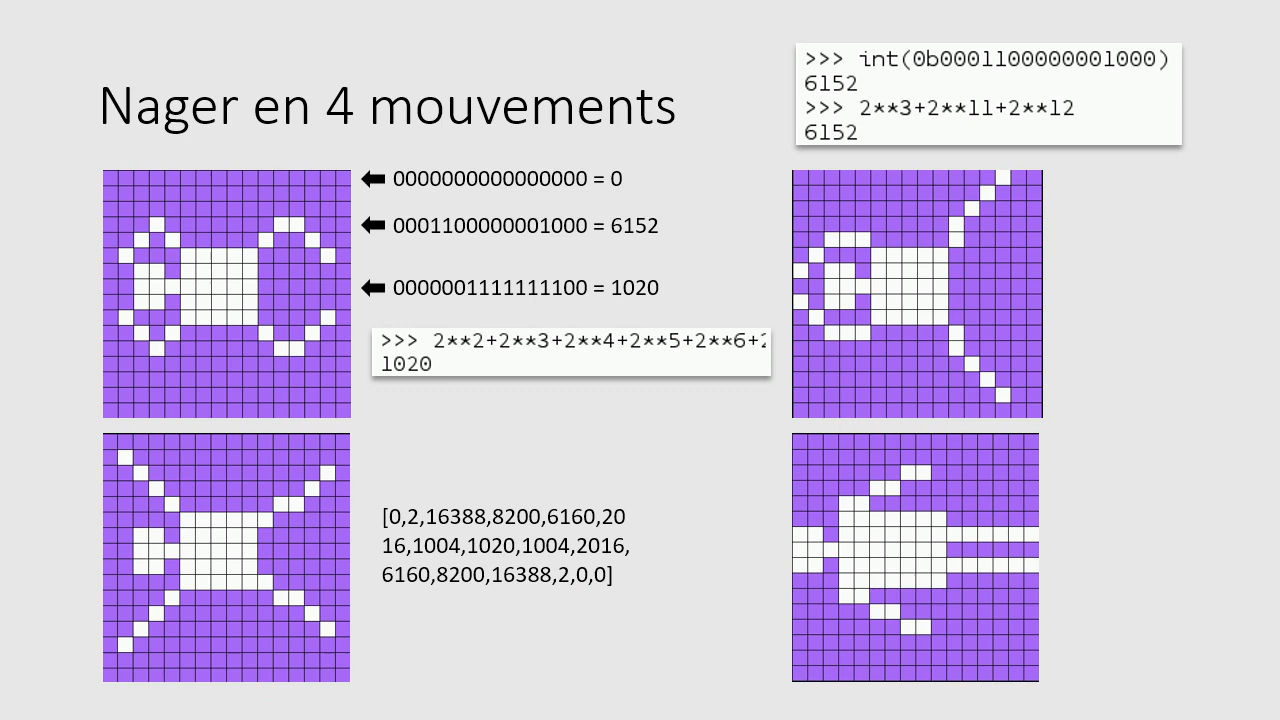 >>> int(0b0001100000001000)
6152
>>> 2**3+2**11+2**12
6152
Nager en 4 mouvements
0000000000000000 = 0
0001100000001000 = 6152
0000001111111100 = 1020
>>> 2**2+2**3+2**4+2**5+2**6+2
1020
[0,2,16388,8200,6160,20
16,1004,1020,1004,2016,
6160,8200,16388,2,0,0]